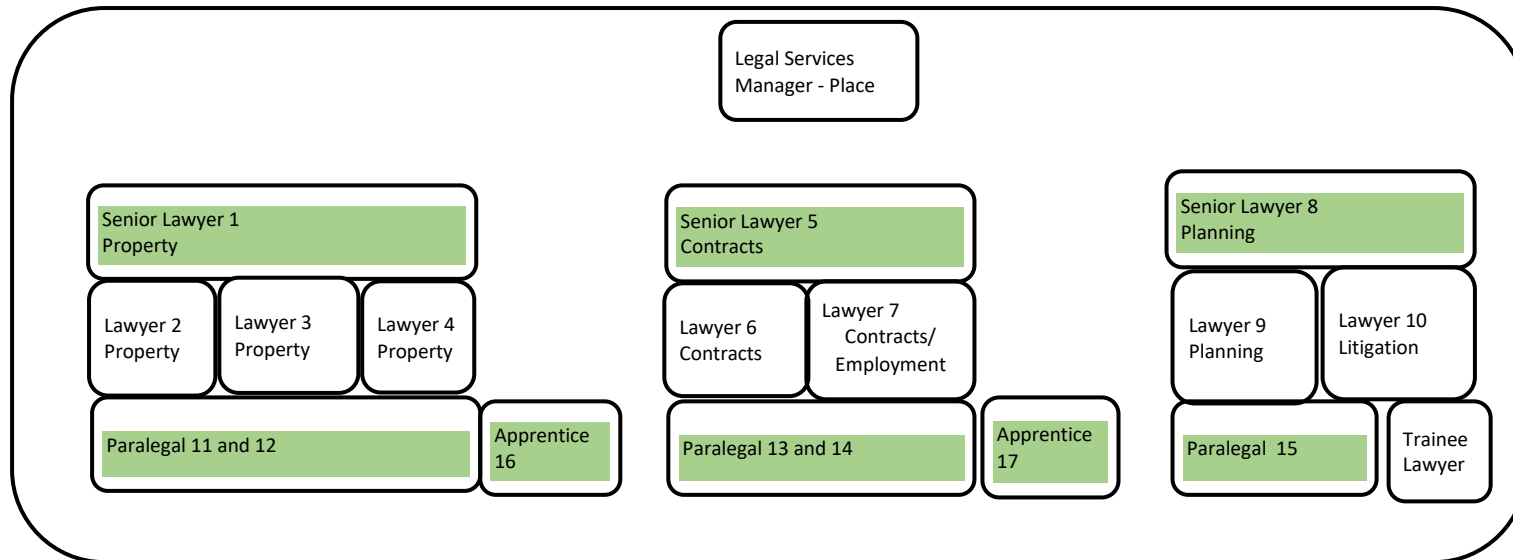 Legal Services
Manager - Place
Senior Lawyer 1
Property
Lawyer 2
Property
Lawyer 3
Property
Lawyer 4
Property
Paralegal 11 and 12
Apprentice
16
Senior Lawyer 5
Contracts
Lawyer 6
Contracts
Lawyer 7
Contracts/
Employment
Paralegal 13 and 14
Apprentice
17
Senior Lawyer 8
Planning
Lawyer 9
Planning
Lawyer 10
Litigation
Paralegal 15
Trainee
Lawyer